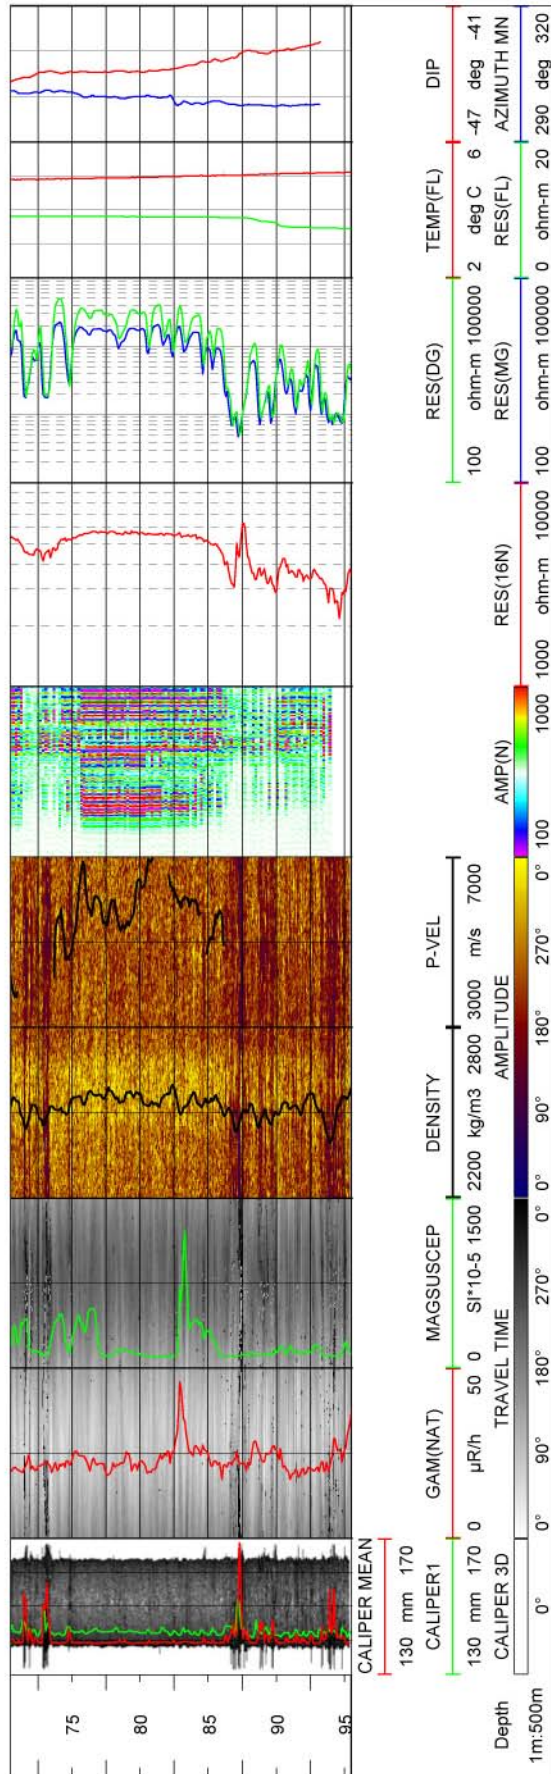 75
80
85
90
95
Depth
1m:500m
CALIPER MEAN
130 mm 170
CALIPER1
130 mm 170
CALIPER 3D
0°
GAM(NAT)
0 µR/h 50
MAGSUSCEP
0 SI*10-5 1500
TRAVEL TIME
0° 90° 180° 270° 0°
DENSITY
2200 kg/m3 2800
P-VEL
3000 m/s 7000
AMPLITUDE
0° 90° 180° 270° 0°
AMP(N)
100 1000
RES(16N)
1000 ohm-m 10000
RES(DG)
100 ohm-m 100000
RES(MG)
100 ohm-m 100000
TEMP(FL)
2 deg C 6
RES(FL)
0 ohm-m 20
DIP
-47 deg -41
AZIMUTH MN
290 deg 320